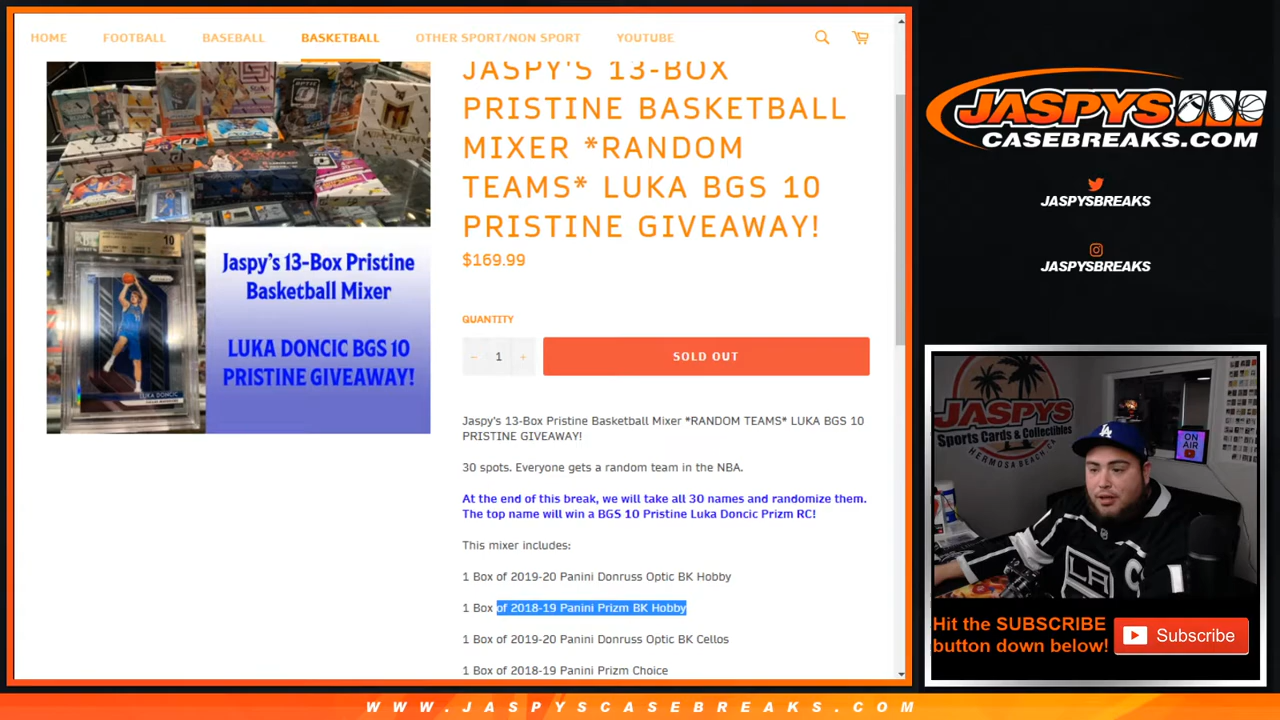 HOME FOOTBALL BASEBALL BASKETBALL OTHER SPORT/NON SPORT YOUTUBE
JASPY'S 13-BOX
PRISTINE BASKETBALL
MIXER *RANDOM
TEAMS* LUKA BGS 10
PRISTINE GIVEAWAY!
$169.99
QUANTITY
− 1 +
SOLD OUT
Jaspy's 13-Box Pristine Basketball Mixer *RANDOM TEAMS* LUKA BGS 10
PRISTINE GIVEAWAY!
30 spots. Everyone gets a random team in the NBA.
At the end of this break, we will take all 30 names and randomize them.
The top name will win a BGS 10 Pristine Luka Doncic Prizm RC!
This mixer includes:
1 Box of 2019-20 Panini Donruss Optic BK Hobby
1 Box of 2018-19 Panini Prizm BK Hobby
1 Box of 2019-20 Panini Donruss Optic BK Cellos
1 Box of 2018-19 Panini Prizm Choice
10
LUKA DONCIC
Jaspy's 13-Box Pristine
Basketball Mixer
LUKA DONCIC BGS 10
PRISTINE GIVEAWAY!
JASPYS
CASEBREAKS.COM
JASPYSBREAKS
JASPYSBREAKS
JASPYS
Sports Cards & Collectibles
HERMOSA BEACH, CA
ON
AIR
LA
LA
C
Hit the SUBSCRIBE
button down below!
Subscribe
WWW.JASPYSCASEBREAKS.COM